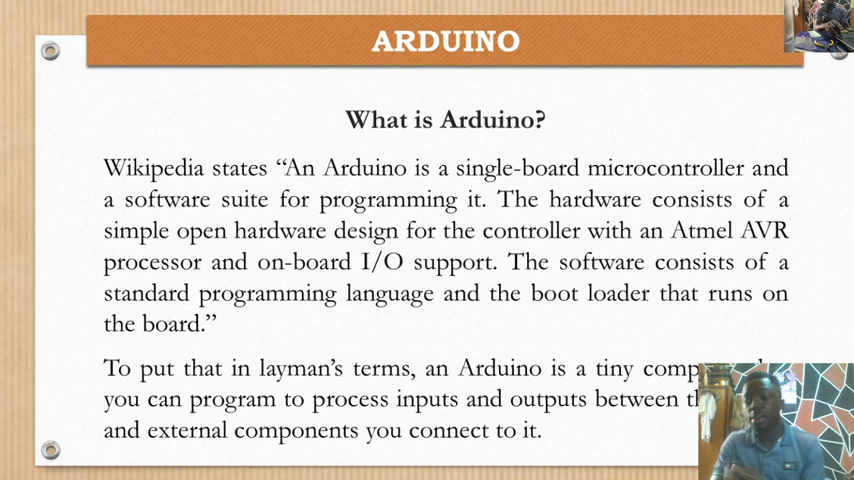 ARDUINO
What is Arduino?
Wikipedia states “An Arduino is a single-board microcontroller and
a software suite for programming it. The hardware consists of a
simple open hardware design for the controller with an Atmel AVR
processor and on-board I/O support. The software consists of a
standard programming language and the boot loader that runs on
the board.”
To put that in layman’s terms, an Arduino is a tiny
you can program to process inputs and outputs between
and external components you connect to it.